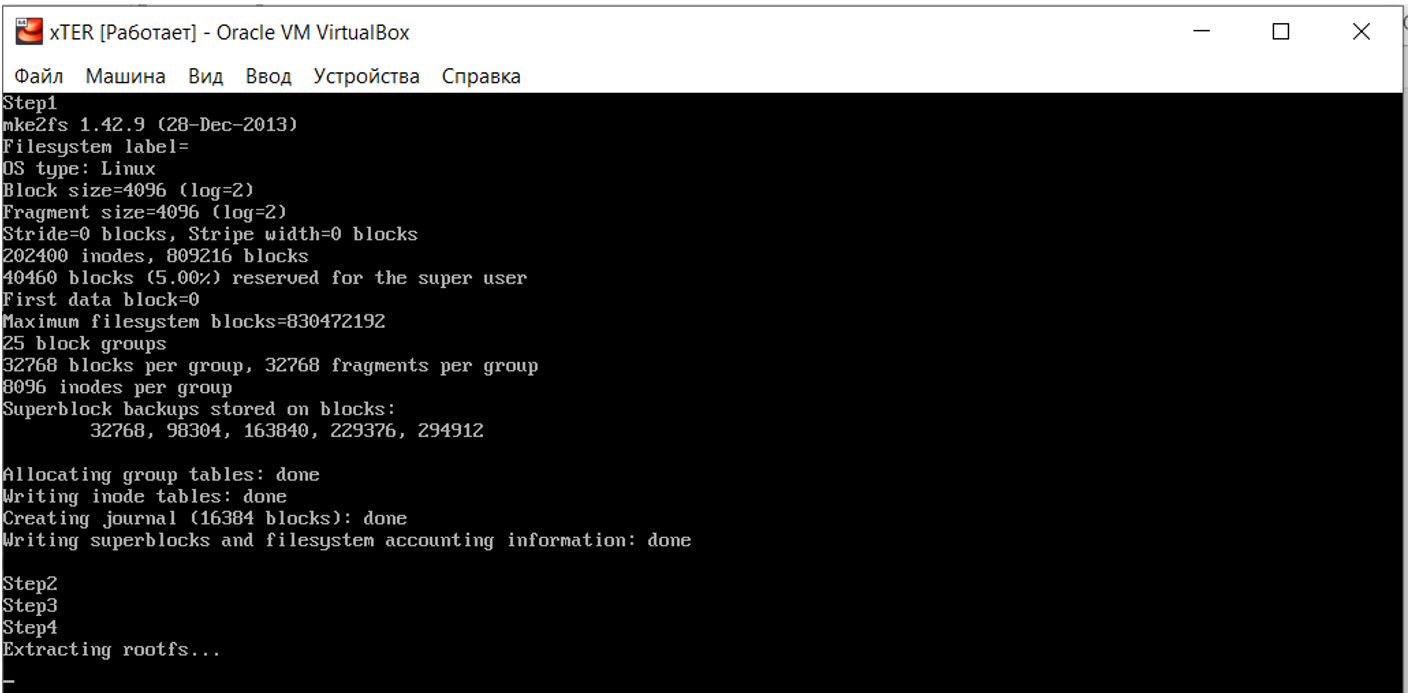 xTER [Работает] - Oracle VM VirtualBox
Файл Машина Вид Ввод Устройства Справка
Step1
mke2fs 1.42.9 (28-Dec-2013)
Filesystem label=
OS type: Linux
Block size=4096 (log=2)
Fragment size=4096 (log=2)
Stride=0 blocks, Stripe width=0 blocks
202400 inodes, 809216 blocks
40460 blocks (5.00%) reserved for the super user
First data block=0
Maximum filesystem blocks=830472192
25 block groups
32768 blocks per group, 32768 fragments per group
8096 inodes per group
Superblock backups stored on blocks:
32768, 98304, 163840, 229376, 294912
Allocating group tables: done
Writing inode tables: done
Creating journal (16384 blocks): done
Writing superblocks and filesystem accounting information: done
Step2
Step3
Step4
Extracting rootfs...